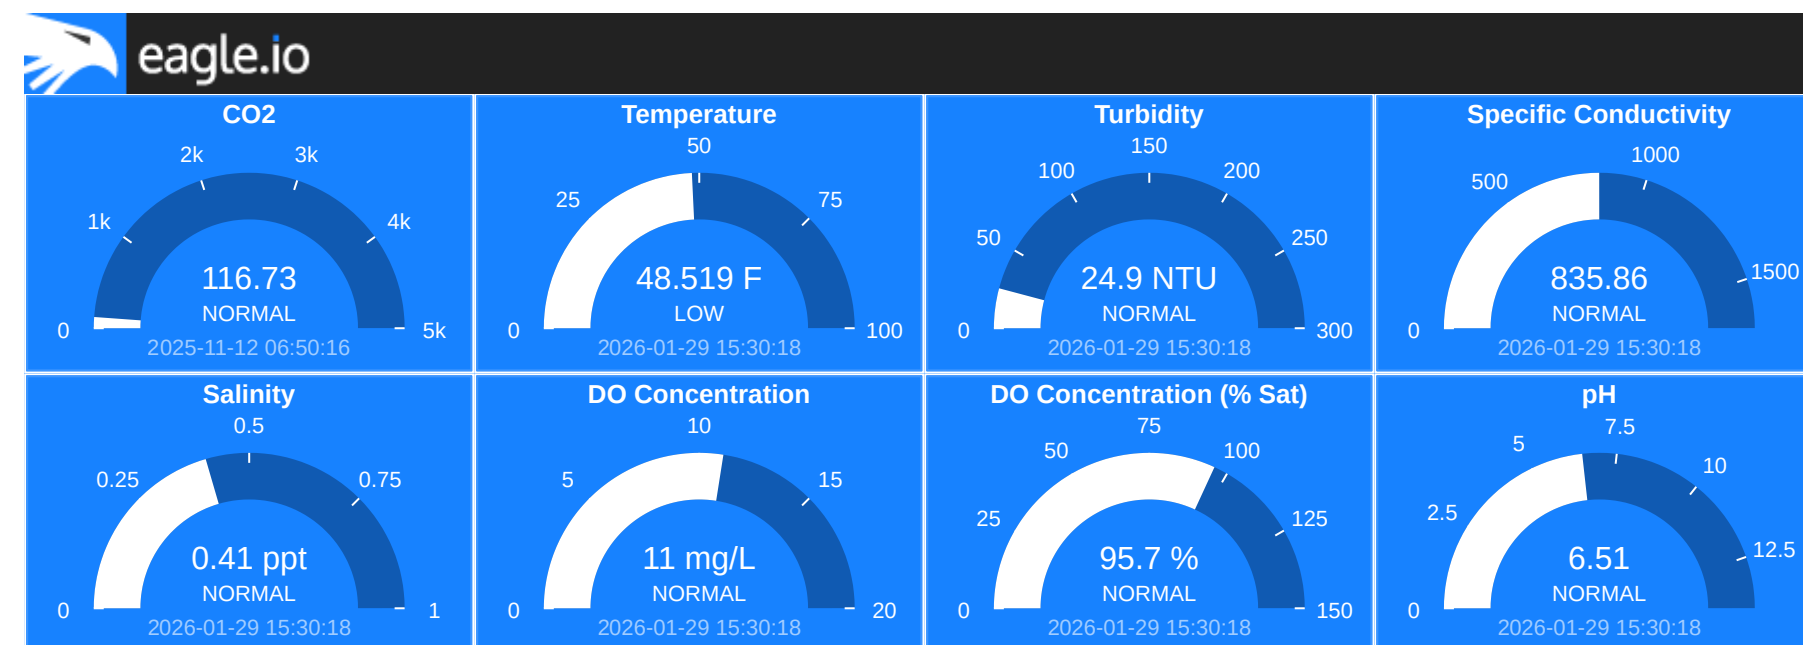 eagle.io
CO2
0
1k
2k
3k
4k
5k
116.73
NORMAL
2025-11-12 06:50:16
Temperature
0
25
50
75
100
48.519 F
LOW
2026-01-29 15:30:18
Turbidity
0
50
100
150
200
250
300
24.9 NTU
NORMAL
2026-01-29 15:30:18
Specific Conductivity
0
500
1000
1500
835.86
NORMAL
2026-01-29 15:30:18
Salinity
0
0.25
0.5
0.75
1
0.41 ppt
NORMAL
2026-01-29 15:30:18
DO Concentration
0
5
10
15
20
11 mg/L
NORMAL
2026-01-29 15:30:18
DO Concentration (% Sat)
0
25
50
75
100
125
150
95.7 %
NORMAL
2026-01-29 15:30:18
pH
0
2.5
5
7.5
10
12.5
6.51
NORMAL
2026-01-29 15:30:18